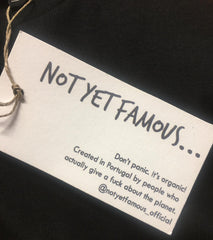 NOT YET FAMOUS...
Don't panic, it's organic!
Created in Portugal by people who
actually give a fuck about the planet.
@notyetfamous_official